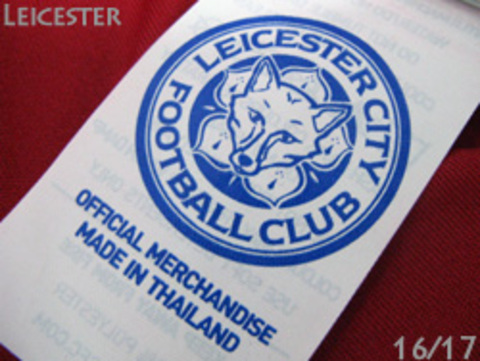 LEICESTER
LEICESTER CITY
FOOTBALL CLUB
OFFICIAL MERCHANDISE
MADE IN THAILAND
16/17